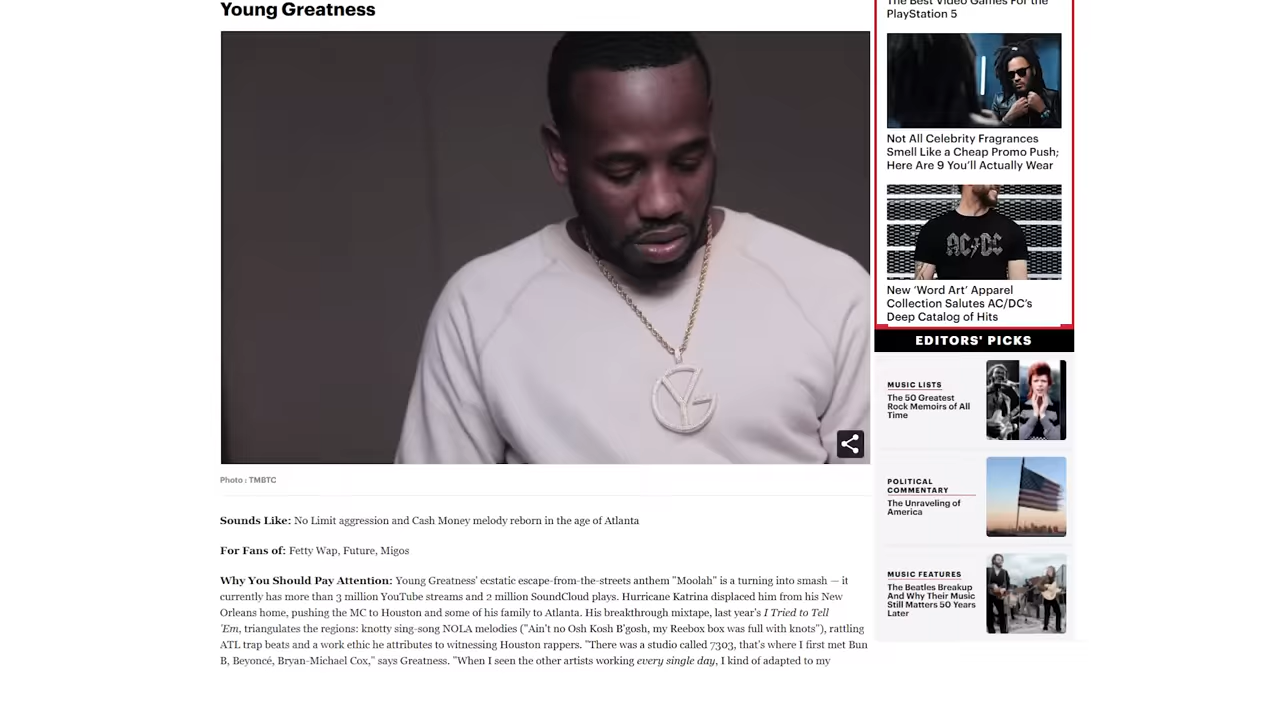 Young Greatness
Photo : TMBTC
Sounds Like: No Limit aggression and Cash Money melody reborn in the age of Atlanta
For Fans of: Fetty Wap, Future, Migos
Why You Should Pay Attention: Young Greatness' ecstatic escape-from-the-streets anthem "Moolah" is a turning into smash — it
currently has more than 3 million YouTube streams and 2 million SoundCloud plays. Hurricane Katrina displaced him from his New
Orleans home, pushing the MC to Houston and some of his family to Atlanta. His breakthrough mixtape, last year's I Tried to Tell
'Em, triangulates the regions: knotty sing-song NOLA melodies ("Ain't no Osh Kosh B'gosh, my Reebox box was full with knots"), rattling
ATL trap beats and a work ethic he attributes to witnessing Houston rappers. "There was a studio called 7303, that's where I first met Bun
B, Beyoncé, Bryan-Michael Cox," says Greatness. "When I seen the other artists working every single day, I kind of adapted to my
The Best Video Games For the
PlayStation 5
Not All Celebrity Fragrances
Smell Like a Cheap Promo Push;
Here Are 9 You'll Actually Wear
AC DC
New 'Word Art' Apparel
Collection Salutes AC/DC's
Deep Catalog of Hits
EDITORS' PICKS
MUSIC LISTS
The 50 Greatest
Rock Memoirs of All
Time
POLITICAL
COMMENTARY
The Unraveling of
America
MUSIC FEATURES
The Beatles Breakup
And Why Their Music
Still Matters 50 Years
Later